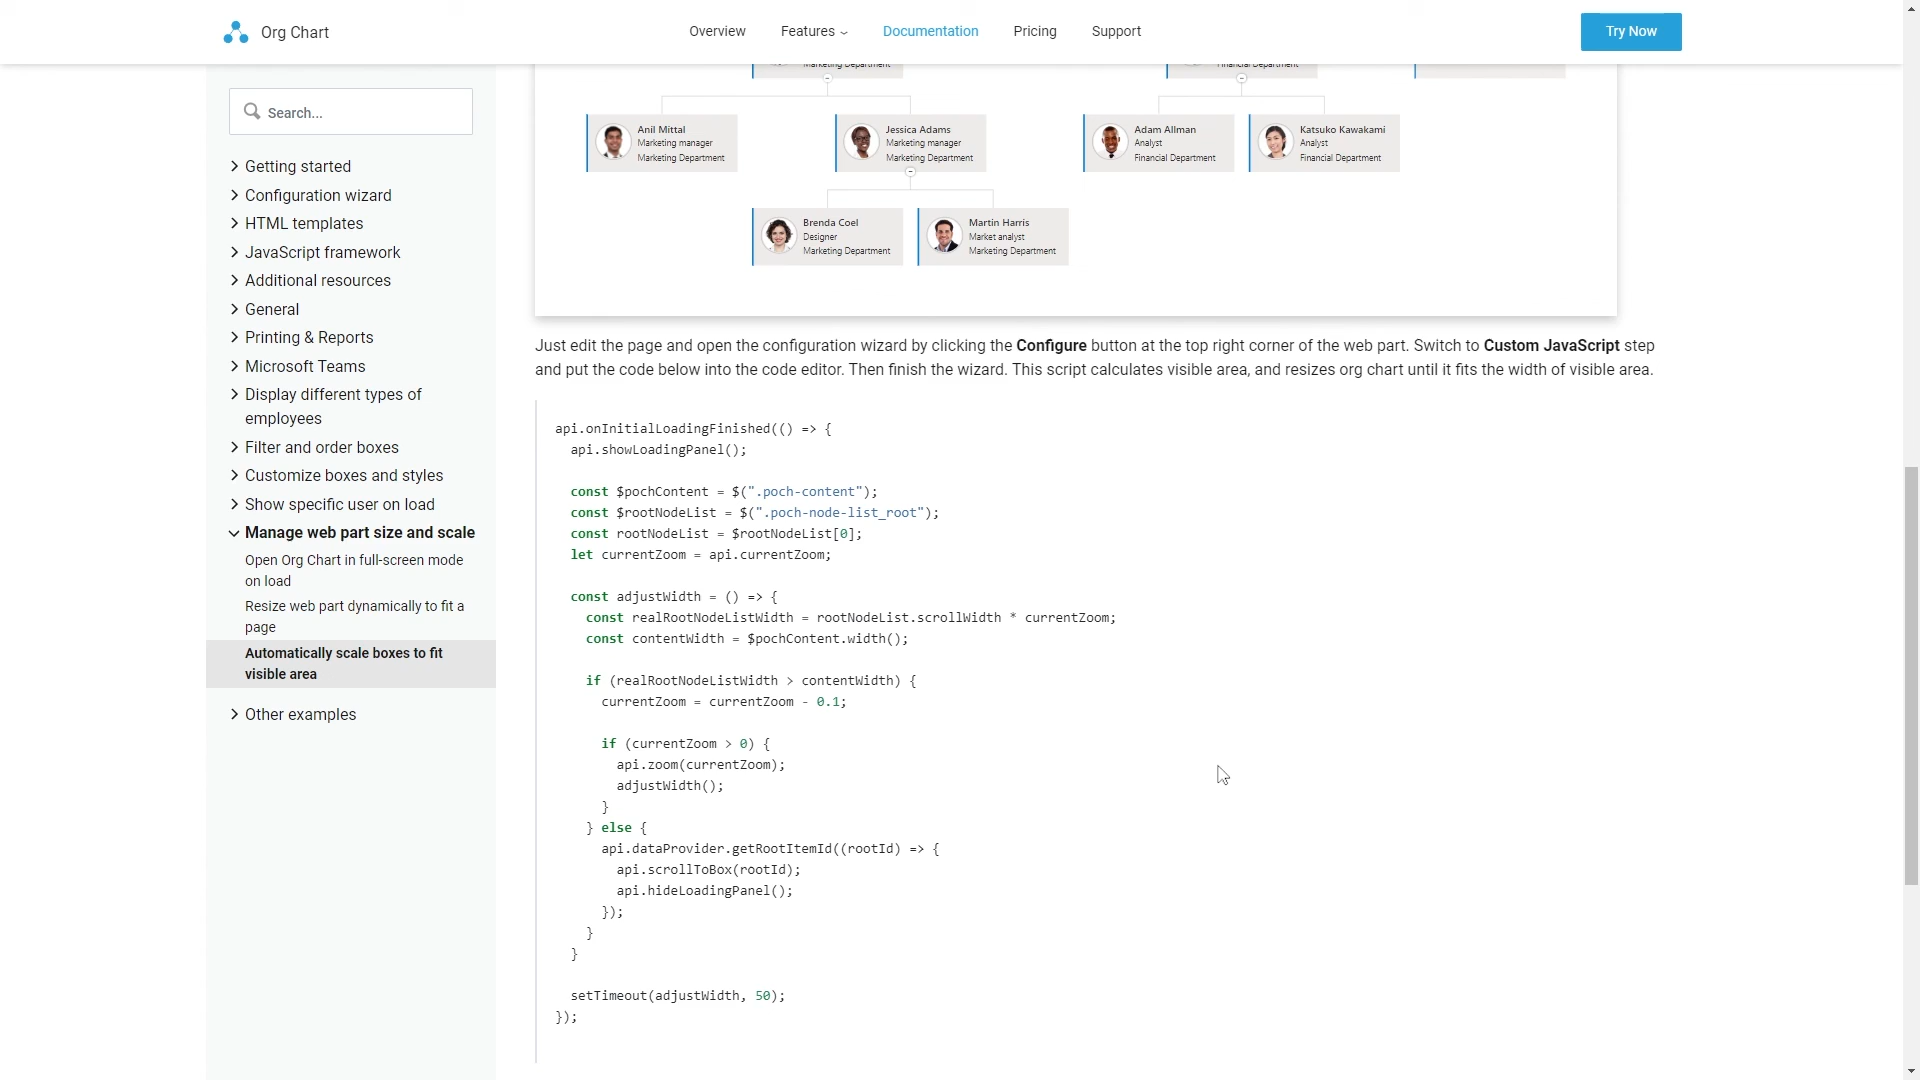 Org Chart
Overview
Features
Documentation
Pricing
Support
Try Now
Search...
Getting started
Configuration wizard
HTML templates
JavaScript framework
Additional resources
General
Printing & Reports
Microsoft Teams
Display different types of
employees
Filter and order boxes
Customize boxes and styles
Show specific user on load
Manage web part size and scale
Open Org Chart in full-screen mode
on load
Resize web part dynamically to fit a
page
Automatically scale boxes to fit
visible area
Other examples
Marketing Department
Financial Department
Anil Mittal
Marketing manager
Marketing Department
Jessica Adams
Marketing manager
Marketing Department
Adam Allman
Analyst
Financial Department
Katsuko Kawakami
Analyst
Financial Department
Brenda Coel
Designer
Marketing Department
Martin Harris
Market analyst
Marketing Department
Just edit the page and open the configuration wizard by clicking the Configure button at the top right corner of the web part. Switch to Custom JavaScript step
and put the code below into the code editor. Then finish the wizard. This script calculates visible area, and resizes org chart until it fits the width of visible area.
api.onInitialLoadingFinished(() => {
api.showLoadingPanel();
const $pochContent = $(".poch-content");
const $rootNodeList = $(".poch-node-list_root");
const rootNodeList = $rootNodeList[0];
let currentZoom = api.currentZoom;
const adjustWidth = () => {
const realRootNodeListWidth = rootNodeList.scrollWidth * currentZoom;
const contentWidth = $pochContent.width();
if (realRootNodeListWidth > contentWidth) {
currentZoom = currentZoom - 0.1;
if (currentZoom > 0) {
api.zoom(currentZoom);
adjustWidth();
}
} else {
api.dataProvider.getRootItemId((rootId) => {
api.scrollToBox(rootId);
api.hideLoadingPanel();
});
}
}
setTimeout(adjustWidth, 50);
});